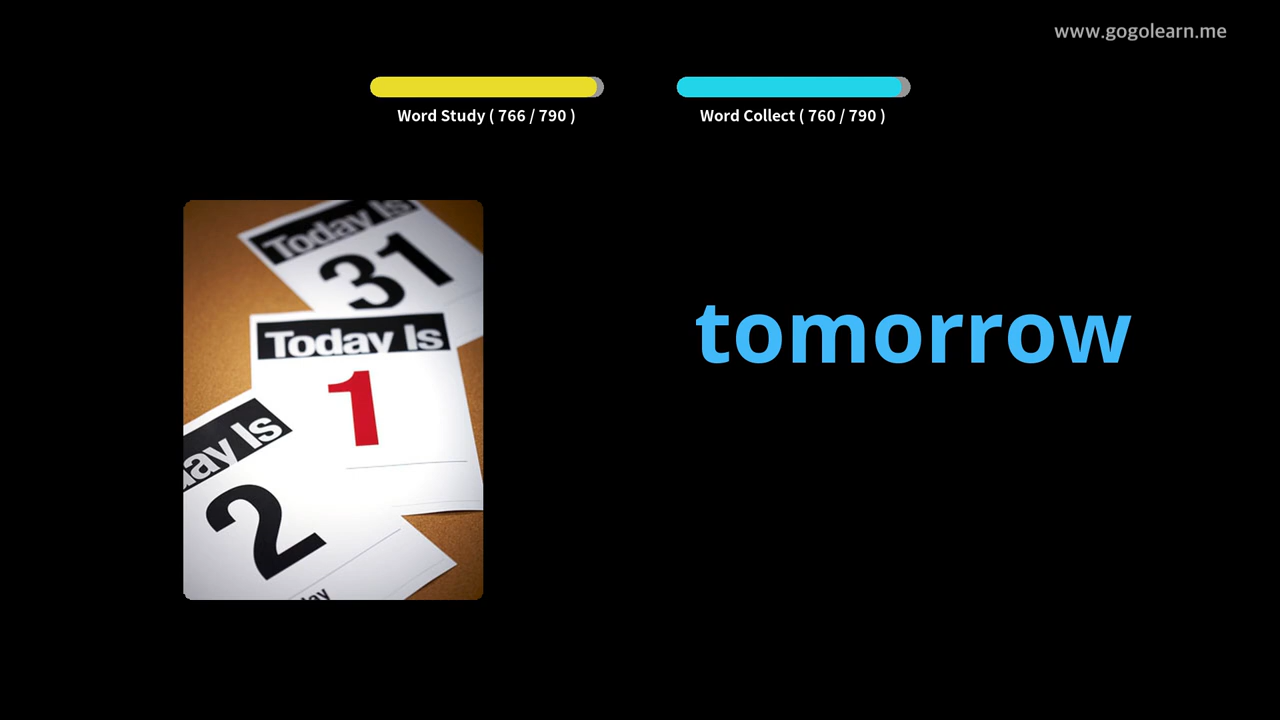 www.gogolearn.me
Word Study ( 766 / 790 )
Word Collect ( 760 / 790 )
Today Is
31
Today Is
1
ay Is
2
ay
tomorrow